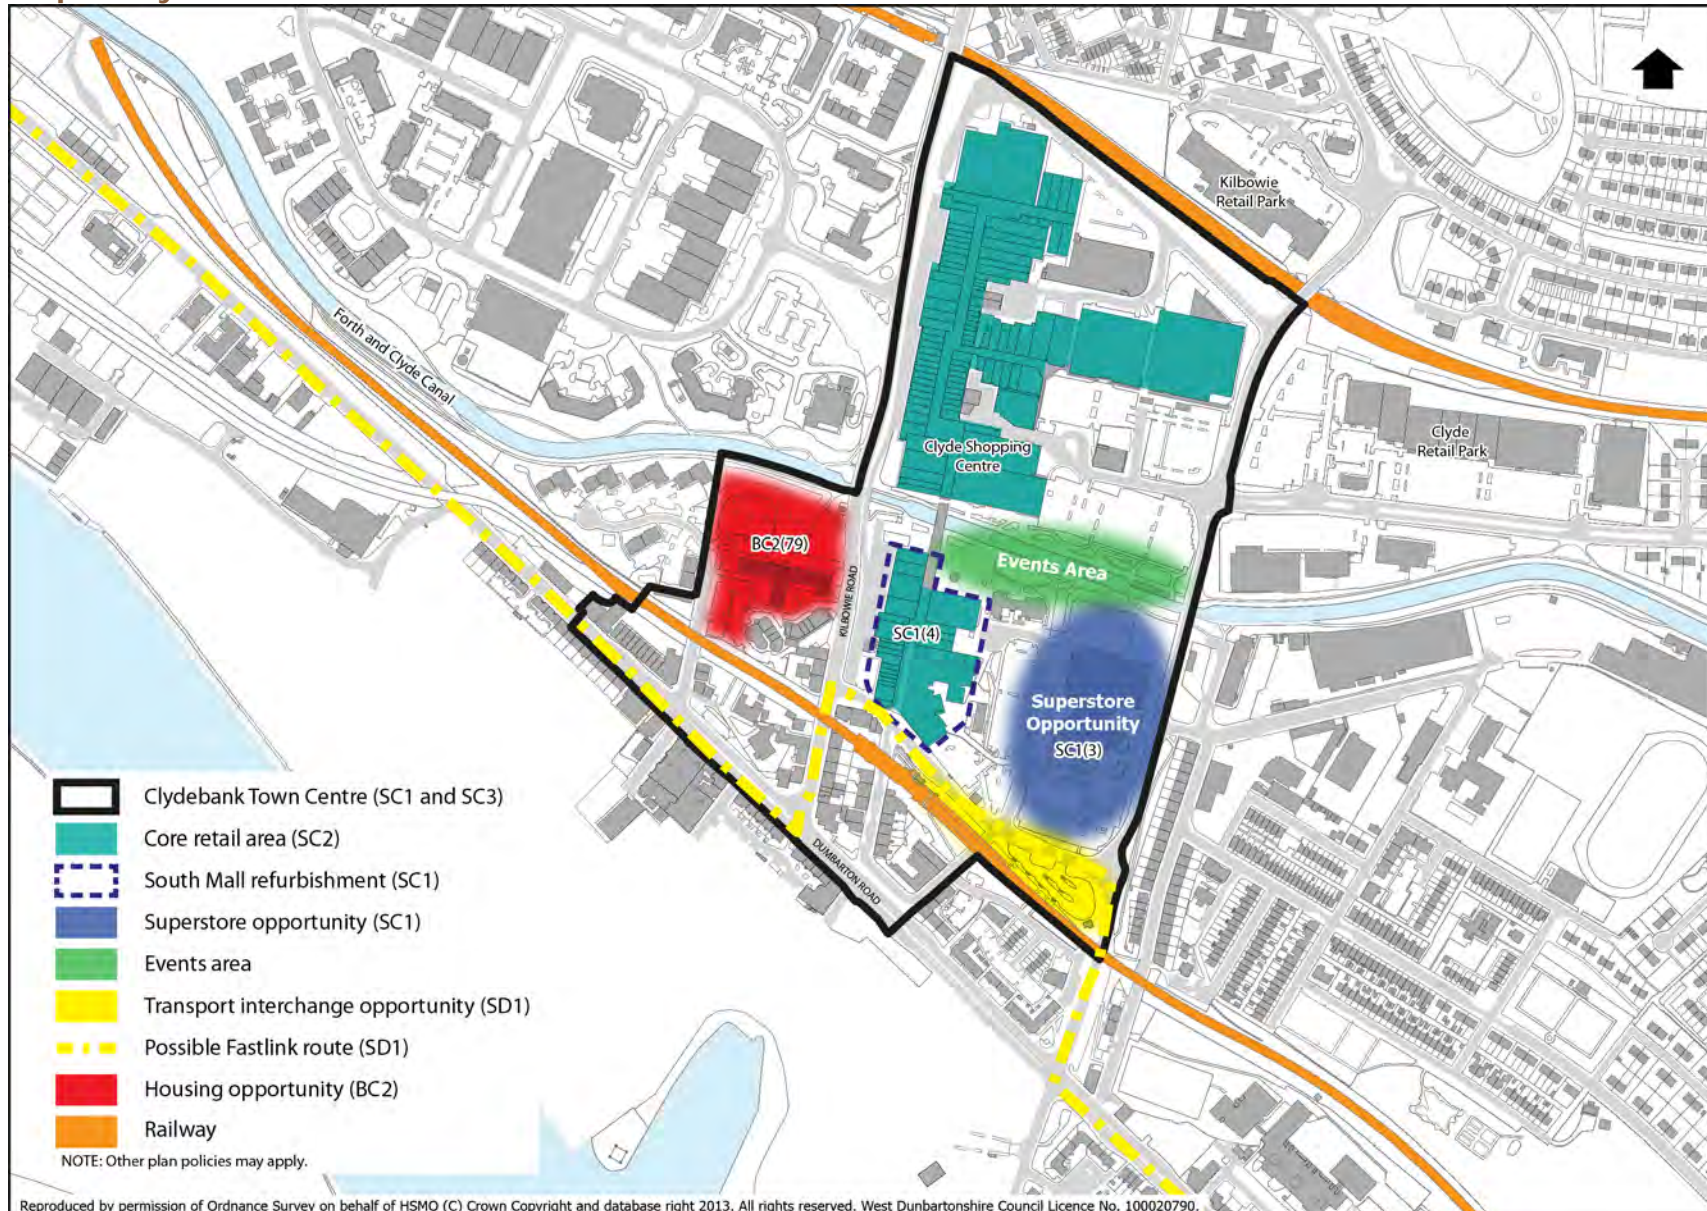 Kilbowie
Retail Park
Forth and Clyde Canal
Clyde
Retail Park
Clyde Shopping
Centre
BC2(79)
Events Area
KILBOWIE ROAD
SC1(4)
Superstore
Opportunity
SC1(3)
DUMBARTON ROAD
Clydebank Town Centre (SC1 and SC3)
Core retail area (SC2)
South Mall refurbishment (SC1)
Superstore opportunity (SC1)
Events area
Transport interchange opportunity (SD1)
Possible Fastlink route (SD1)
Housing opportunity (BC2)
Railway
NOTE: Other plan policies may apply.
Reproduced by permission of Ordnance Survey on behalf of HSMO (C) Crown Copyright and database right 2013. All rights reserved. West Dunbartonshire Council Licence No. 100020790.